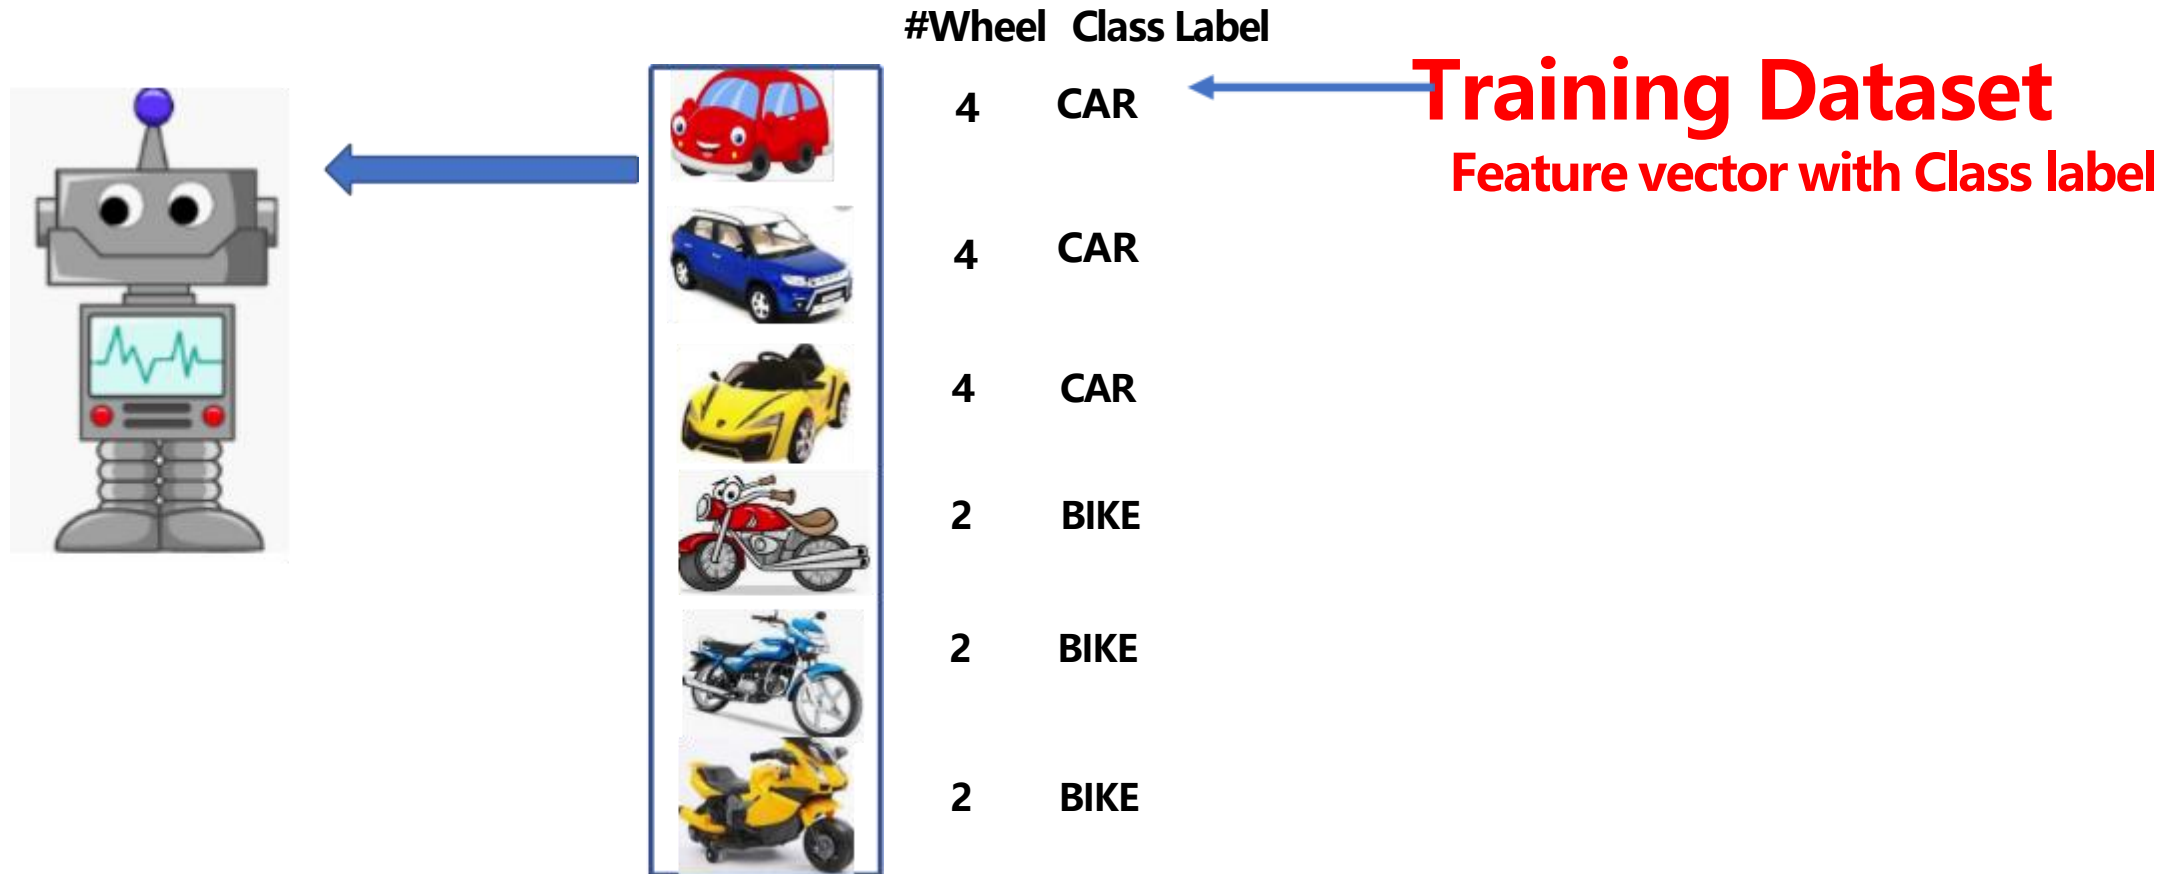 #Wheel Class Label
Training Dataset
Feature vector with Class label
4 CAR
4 CAR
4 CAR
2 BIKE
2 BIKE
2 BIKE